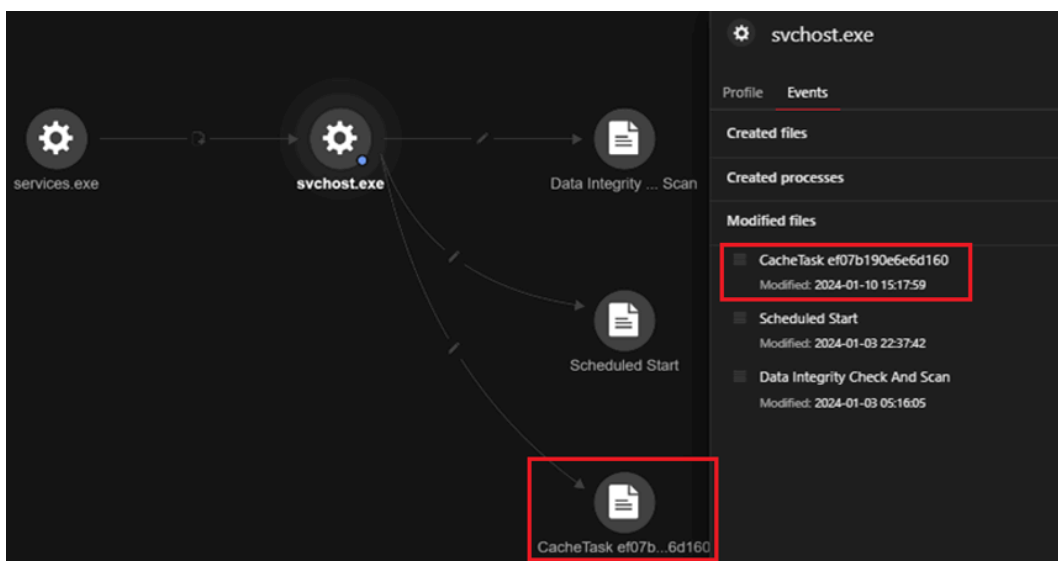 services.exe
svchost.exe
Data Integrity ... Scan
Scheduled Start
CacheTask ef07b...6d160
svchost.exe
Profile Events
Created files
Created processes
Modified files
CacheTask ef07b190e6e6d160
Modified: 2024-01-10 15:17:59
Scheduled Start
Modified: 2024-01-03 22:37:42
Data Integrity Check And Scan
Modified: 2024-01-03 05:16:05